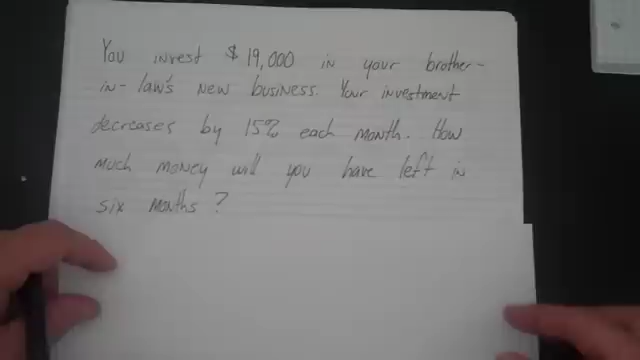 You invest $19,000 in your brother-
in-law's new business. Your investment
decreases by 15% each month. How
much money will you have left in
six months?